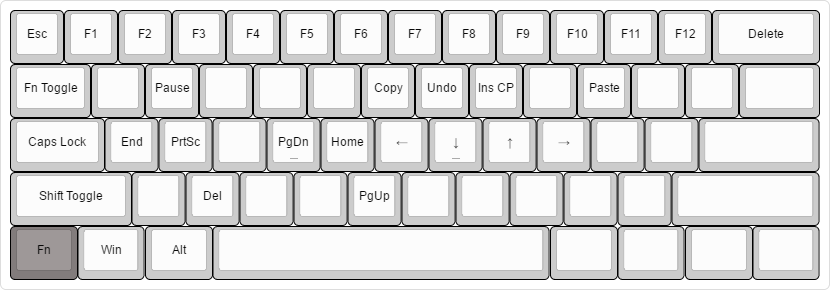 Esc F1 F2 F3 F4 F5 F6 F7 F8 F9 F10 F11 F12 Delete
Fn Toggle Pause Copy Undo Ins CP Paste
Caps Lock End PrtSc PgDn Home ← ↓ ↑ →
_ _
Shift Toggle Del PgUp
Fn Win Alt